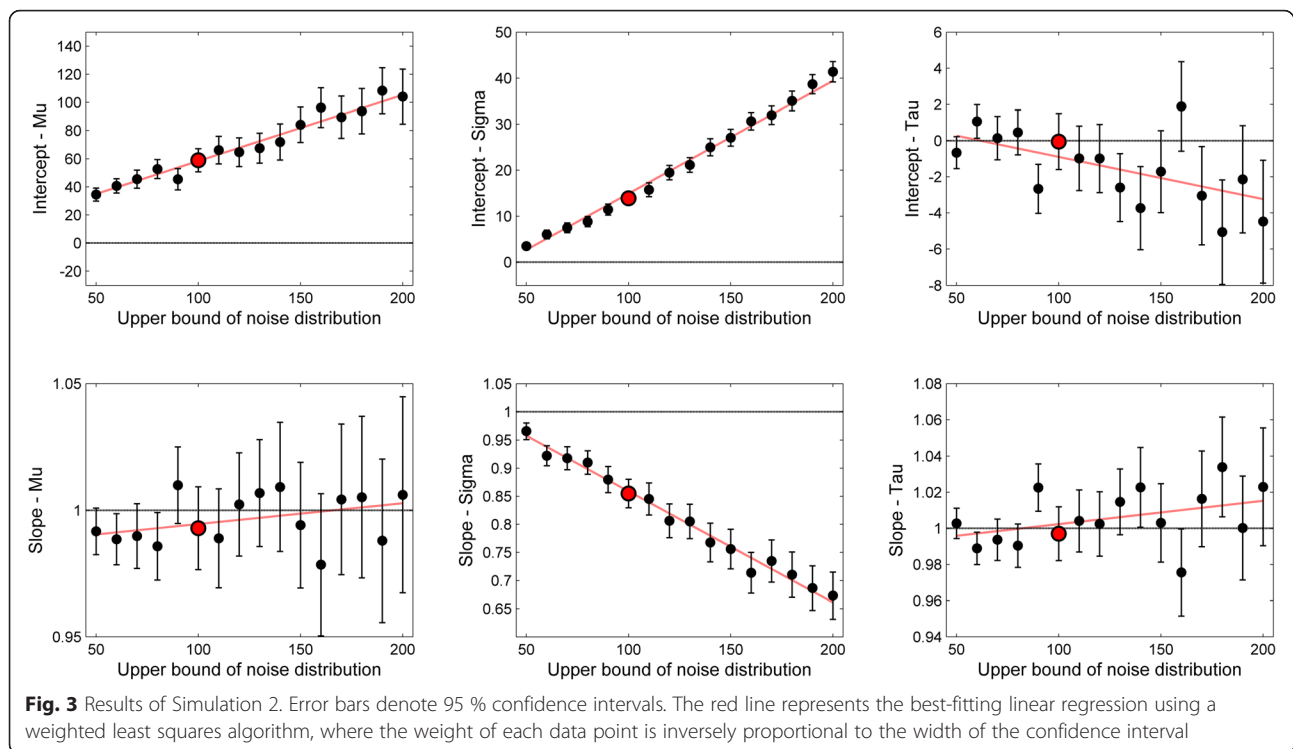 140
120
100
80
60
40
20
0
-20
Intercept - Mu
50 100 150 200
Upper bound of noise distribution
50
40
30
20
10
0
Intercept - Sigma
50 100 150 200
Upper bound of noise distribution
6
4
2
0
-2
-4
-6
-8
Intercept - Tau
50 100 150 200
Upper bound of noise distribution
1.05
1
0.95
Slope - Mu
50 100 150 200
Upper bound of noise distribution
1.05
1
0.95
0.9
0.85
0.8
0.75
0.7
0.65
Slope - Sigma
50 100 150 200
Upper bound of noise distribution
1.08
1.06
1.04
1.02
1
0.98
0.96
0.94
Slope - Tau
50 100 150 200
Upper bound of noise distribution
Fig. 3 Results of Simulation 2. Error bars denote 95 % confidence intervals. The red line represents the best-fitting linear regression using a
weighted least squares algorithm, where the weight of each data point is inversely proportional to the width of the confidence interval